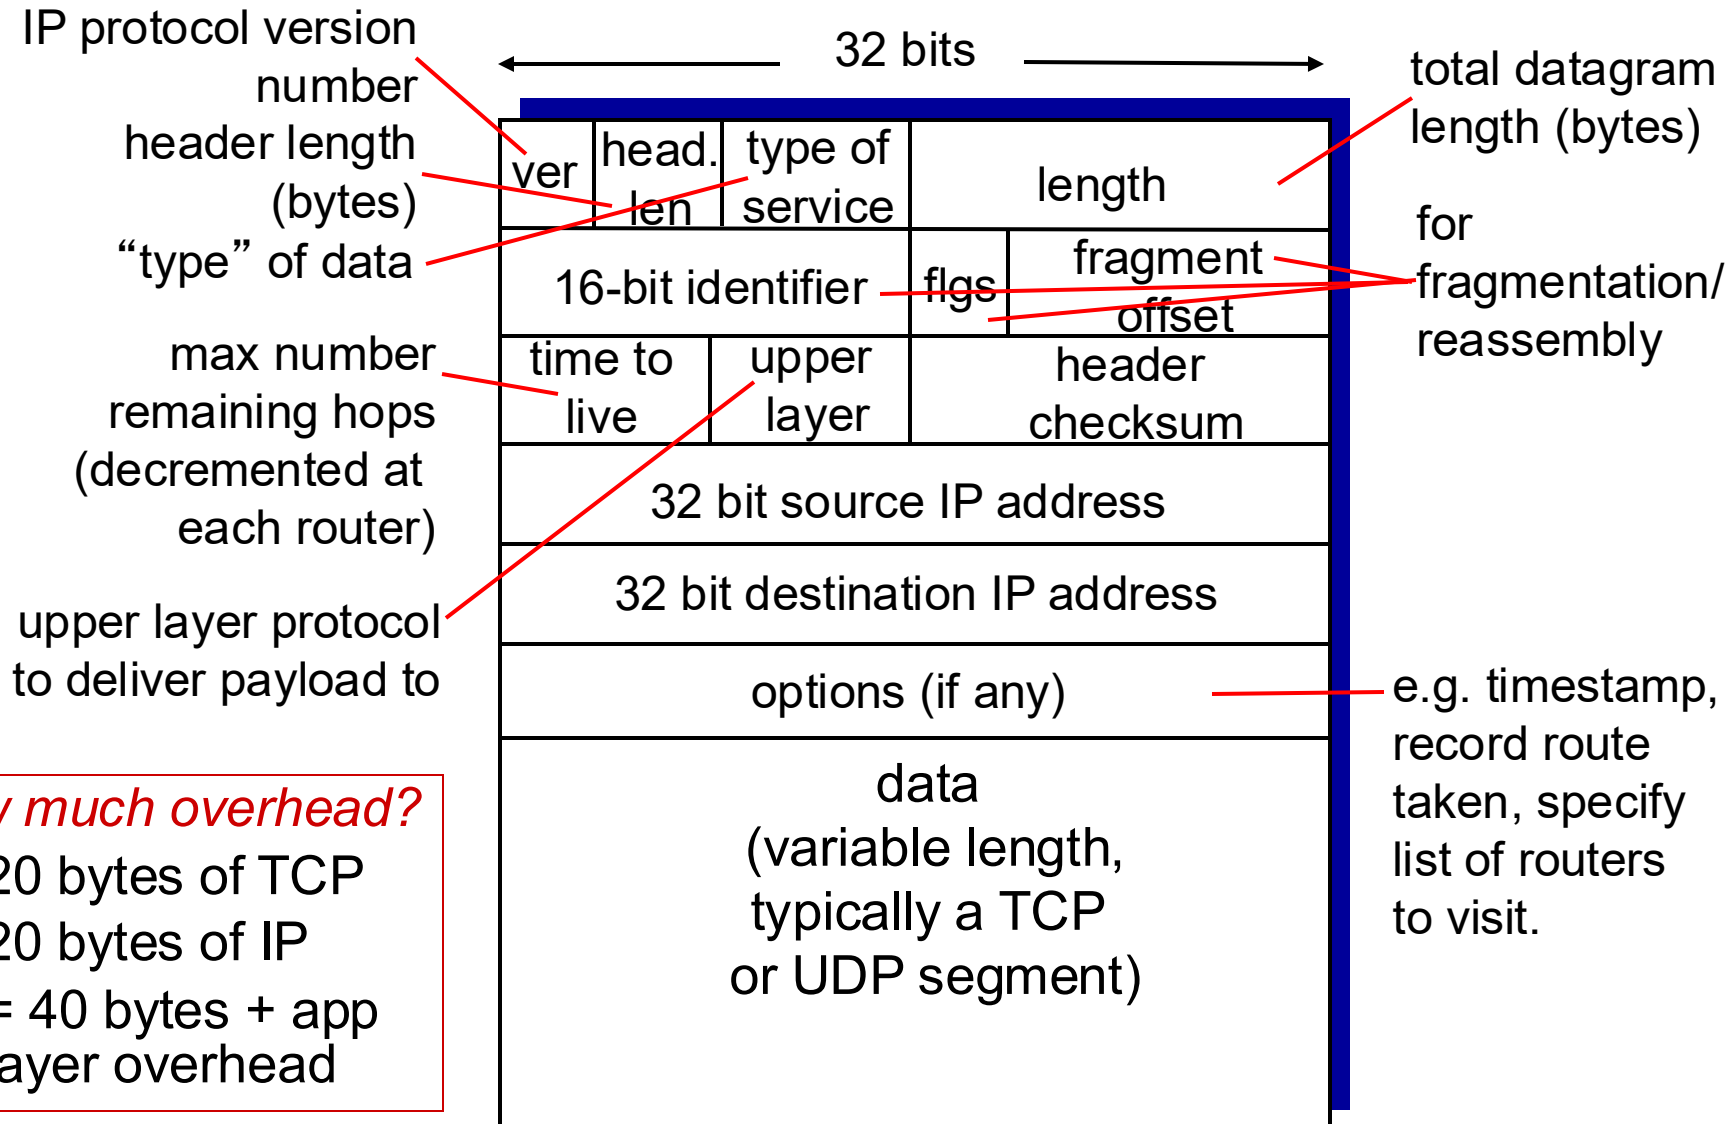 IP protocol version
number
header length
(bytes)
“type” of data
max number
remaining hops
(decremented at
each router)
upper layer protocol
to deliver payload to
32 bits
ver
head.
len
type of
service
length
16-bit identifier
flgs
fragment
offset
time to
live
upper
layer
header
checksum
32 bit source IP address
32 bit destination IP address
options (if any)
data
(variable length,
typically a TCP
or UDP segment)
total datagram
length (bytes)
for
fragmentation/
reassembly
e.g. timestamp,
record route
taken, specify
list of routers
to visit.
much overhead?
20 bytes of TCP
20 bytes of IP
= 40 bytes + app
ayer overhead